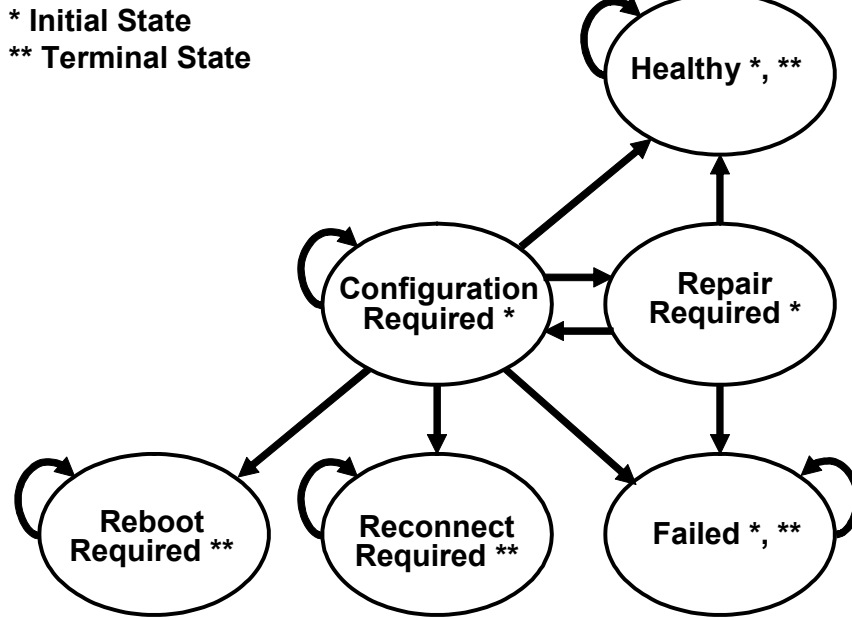 * Initial State
** Terminal State
Healthy *, **
Configuration
Required *
Repair
Required *
Reboot
Required **
Reconnect
Required **
Failed *, **